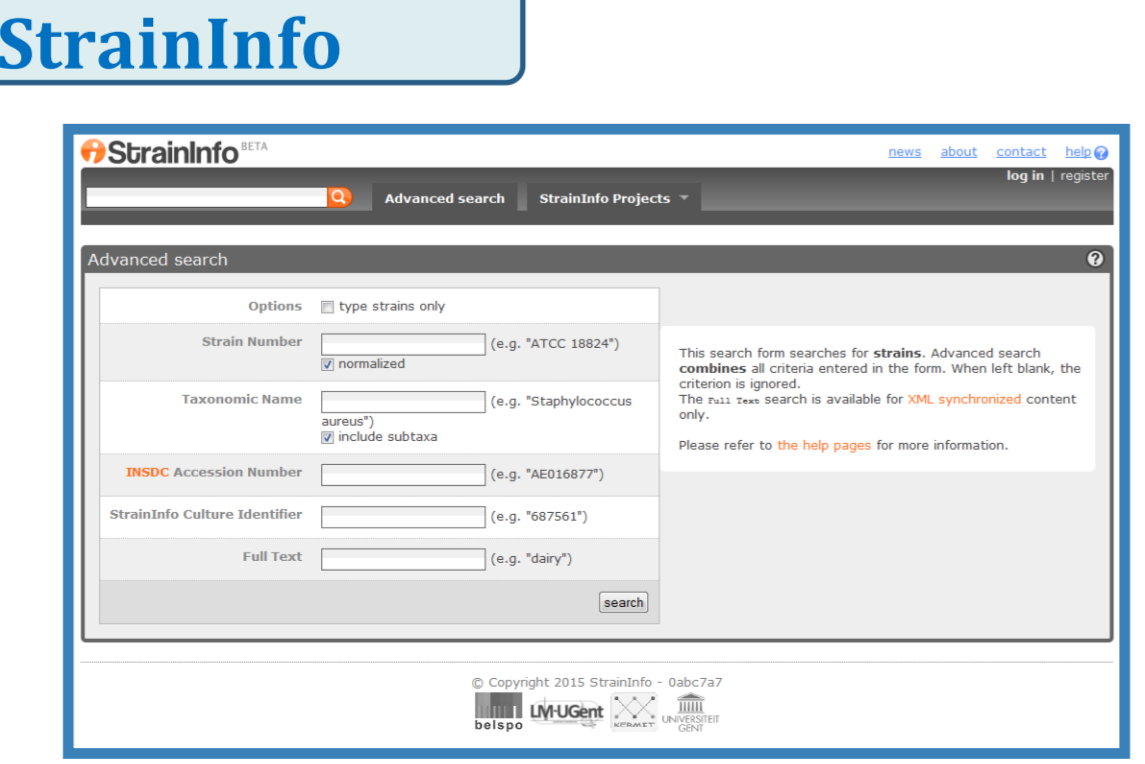 StrainInfo
StrainInfo BETA
news about contact help
log in | register
Advanced search StrainInfo Projects
Advanced search
Options type strains only
Strain Number (e.g. "ATCC 18824")
normalized
Taxonomic Name (e.g. "Staphylococcus
aureus")
include subtaxa
INSDC Accession Number (e.g. "AE016877")
StrainInfo Culture Identifier (e.g. "687561")
Full Text (e.g. "dairy")
search
This search form searches for strains. Advanced search
combines all criteria entered in the form. When left blank, the
criterion is ignored.
The Full Text search is available for XML synchronized content
only.
Please refer to the help pages for more information.
© Copyright 2015 StrainInfo - 0abc7a7
belspo LM-UGent KERMIT UNIVERSITEIT
GENT